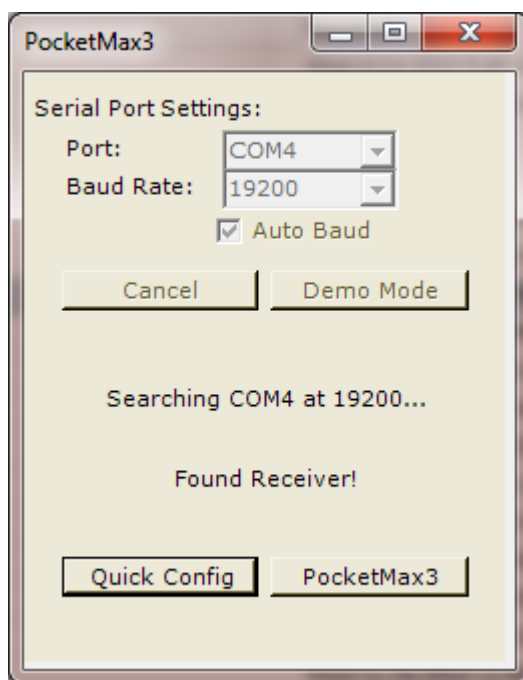 PocketMax3
Serial Port Settings:
Port: COM4
Baud Rate: 19200
Auto Baud
Cancel Demo Mode
Searching COM4 at 19200...
Found Receiver!
Quick Config PocketMax3